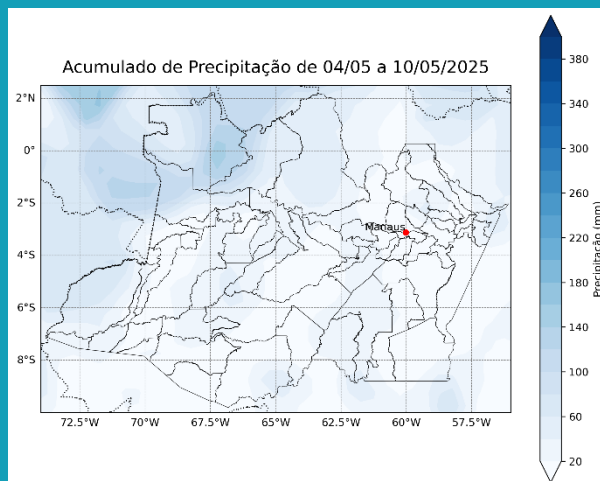 Acumulado de Precipitação de 04/05 a 10/05/2025
2°N
0°
2°S
4°S
6°S
8°S
72.5°W 70°W 67.5°W 65°W 62.5°W 60°W 57.5°W
Manaus
380
340
300
260
220
180
140
100
60
20
Precipitação (mm)